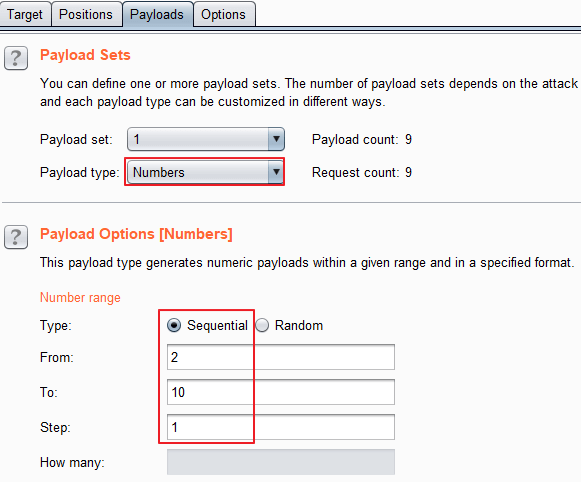 Target Positions Payloads Options
? Payload Sets
You can define one or more payload sets. The number of payload sets depends on the attack
and each payload type can be customized in different ways.
Payload set: 1 Payload count: 9
Payload type: Numbers Request count: 9
? Payload Options [Numbers]
This payload type generates numeric payloads within a given range and in a specified format.
Number range
Type: Sequential Random
From: 2
To: 10
Step: 1
How many: